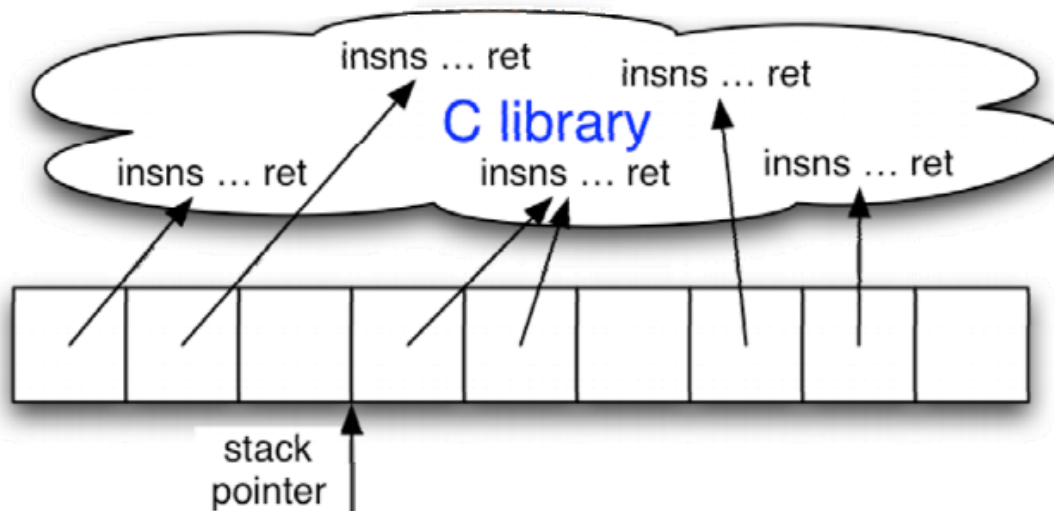 insns … ret
insns … ret
C library
insns … ret
insns … ret
insns … ret
stack
pointer